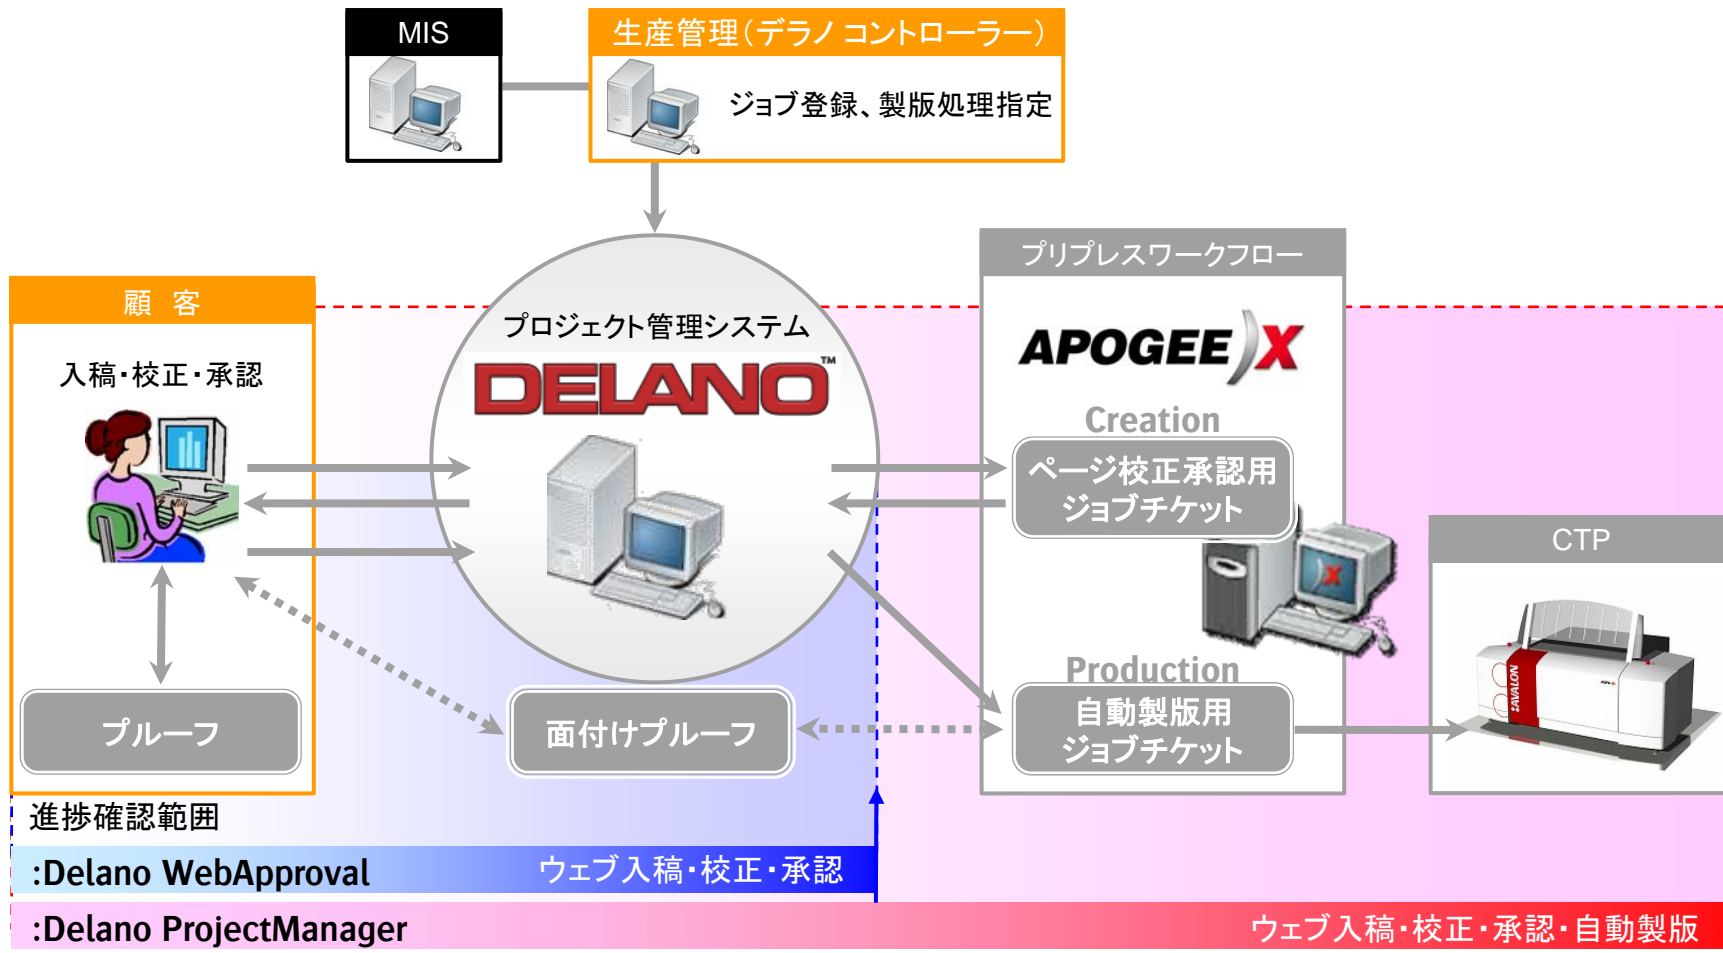 MIS
生産管理(デラノ コントローラー)
ジョブ登録、製版処理指定
プリプレスワークフロー
顧 客
プロジェクト管理システム
DELANO™
APOGEE X
入稿・校正・承認
Creation
ページ校正承認用
ジョブチケット
CTP
X
:AVALON
AGFA
Production
自動製版用
ジョブチケット
プルーフ
面付けプルーフ
進捗確認範囲
:Delano WebApproval
ウェブ入稿・校正・承認
:Delano ProjectManager
ウェブ入稿・校正・承認・自動製版